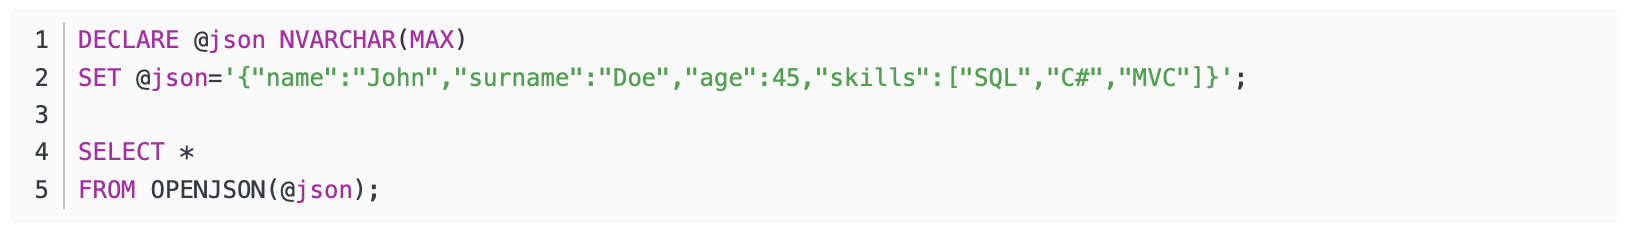 1 DECLARE @json NVARCHAR(MAX)
2 SET @json='{"name":"John","surname":"Doe","age":45,"skills":["SQL","C#","MVC"]}';
3
4 SELECT *
5 FROM OPENJSON(@json);